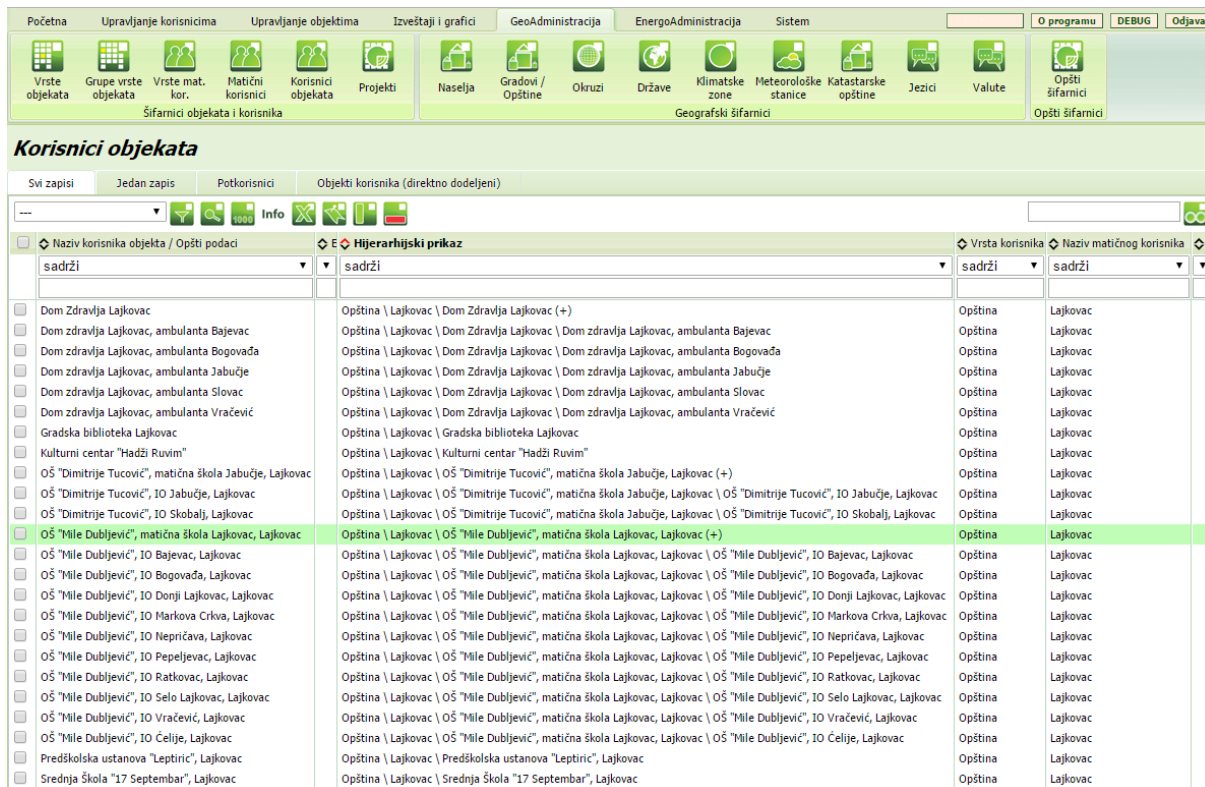 Početna Upravljanje korisnicima Upravljanje objektima Izveštaji i grafici GeoAdministracija EnergoAdministracija Sistem O programu DEBUG Odjava
Vrste objekata Grupe vrste objekata Vrste mat. kor. Matični korisnici Korisnici objekata Projekti Naselja Gradovi / Opštine Okruzi Države Klimatske zone Meteorološke stanice Katastarske opštine Jezici Valute Opšti šifarnici
Šifarnici objekata i korisnika Geografski šifarnici Opšti šifarnici
Korisnici objekata
Svi zapisi Jedan zapis Potkorisnici Objekti korisnika (direktno dodeljeni)
--- 1000 Info
Naziv korisnika objekta / Opšti podaci E Hijerarhijski prikaz Vrsta korisnika Naziv matičnog korisnika
sadrži sadrži sadrži sadrži
Dom Zdravlja Lajkovac Opština \ Lajkovac \ Dom Zdravlja Lajkovac (+) Opština Lajkovac
Dom zdravlja Lajkovac, ambulanta Bajevac Opština \ Lajkovac \ Dom Zdravlja Lajkovac \ Dom zdravlja Lajkovac, ambulanta Bajevac Opština Lajkovac
Dom zdravlja Lajkovac, ambulanta Bogovađa Opština \ Lajkovac \ Dom Zdravlja Lajkovac \ Dom zdravlja Lajkovac, ambulanta Bogovađa Opština Lajkovac
Dom zdravlja Lajkovac, ambulanta Jabučje Opština \ Lajkovac \ Dom Zdravlja Lajkovac \ Dom zdravlja Lajkovac, ambulanta Jabučje Opština Lajkovac
Dom zdravlja Lajkovac, ambulanta Slovac Opština \ Lajkovac \ Dom Zdravlja Lajkovac \ Dom zdravlja Lajkovac, ambulanta Slovac Opština Lajkovac
Dom zdravlja Lajkovac, ambulanta Vračević Opština \ Lajkovac \ Dom Zdravlja Lajkovac \ Dom zdravlja Lajkovac, ambulanta Vračević Opština Lajkovac
Gradska biblioteka Lajkovac Opština \ Lajkovac \ Gradska biblioteka Lajkovac Opština Lajkovac
Kulturni centar "Hadži Ruvim" Opština \ Lajkovac \ Kulturni centar "Hadži Ruvim" Opština Lajkovac
OŠ "Dimitrije Tucović", matična škola Jabučje, Lajkovac Opština \ Lajkovac \ OŠ "Dimitrije Tucović", matična škola Jabučje, Lajkovac (+) Opština Lajkovac
OŠ "Dimitrije Tucović", IO Jabučje, Lajkovac Opština \ Lajkovac \ OŠ "Dimitrije Tucović", matična škola Jabučje, Lajkovac \ OŠ "Dimitrije Tucović", IO Jabučje, Lajkovac Opština Lajkovac
OŠ "Dimitrije Tucović", IO Skobalj, Lajkovac Opština \ Lajkovac \ OŠ "Dimitrije Tucović", matična škola Jabučje, Lajkovac \ OŠ "Dimitrije Tucović", IO Skobalj, Lajkovac Opština Lajkovac
OŠ "Mile Dubljević", matična škola Lajkovac, Lajkovac Opština \ Lajkovac \ OŠ "Mile Dubljević", matična škola Lajkovac, Lajkovac (+) Opština Lajkovac
OŠ "Mile Dubljević", IO Bajevac, Lajkovac Opština \ Lajkovac \ OŠ "Mile Dubljević", matična škola Lajkovac, Lajkovac \ OŠ "Mile Dubljević", IO Bajevac, Lajkovac Opština Lajkovac
OŠ "Mile Dubljević", IO Bogovađa, Lajkovac Opština \ Lajkovac \ OŠ "Mile Dubljević", matična škola Lajkovac, Lajkovac \ OŠ "Mile Dubljević", IO Bogovađa, Lajkovac Opština Lajkovac
OŠ "Mile Dubljević", IO Donji Lajkovac, Lajkovac Opština \ Lajkovac \ OŠ "Mile Dubljević", matična škola Lajkovac, Lajkovac \ OŠ "Mile Dubljević", IO Donji Lajkovac, Lajkovac Opština Lajkovac
OŠ "Mile Dubljević", IO Markova Crkva, Lajkovac Opština \ Lajkovac \ OŠ "Mile Dubljević", matična škola Lajkovac, Lajkovac \ OŠ "Mile Dubljević", IO Markova Crkva, Lajkovac Opština Lajkovac
OŠ "Mile Dubljević", IO Nepričava, Lajkovac Opština \ Lajkovac \ OŠ "Mile Dubljević", matična škola Lajkovac, Lajkovac \ OŠ "Mile Dubljević", IO Nepričava, Lajkovac Opština Lajkovac
OŠ "Mile Dubljević", IO Pepeljevac, Lajkovac Opština \ Lajkovac \ OŠ "Mile Dubljević", matična škola Lajkovac, Lajkovac \ OŠ "Mile Dubljević", IO Pepeljevac, Lajkovac Opština Lajkovac
OŠ "Mile Dubljević", IO Ratkovac, Lajkovac Opština \ Lajkovac \ OŠ "Mile Dubljević", matična škola Lajkovac, Lajkovac \ OŠ "Mile Dubljević", IO Ratkovac, Lajkovac Opština Lajkovac
OŠ "Mile Dubljević", IO Selo Lajkovac, Lajkovac Opština \ Lajkovac \ OŠ "Mile Dubljević", matična škola Lajkovac, Lajkovac \ OŠ "Mile Dubljević", IO Selo Lajkovac, Lajkovac Opština Lajkovac
OŠ "Mile Dubljević", IO Vračević, Lajkovac Opština \ Lajkovac \ OŠ "Mile Dubljević", matična škola Lajkovac, Lajkovac \ OŠ "Mile Dubljević", IO Vračević, Lajkovac Opština Lajkovac
OŠ "Mile Dubljević", IO Ćelije, Lajkovac Opština \ Lajkovac \ OŠ "Mile Dubljević", matična škola Lajkovac, Lajkovac \ OŠ "Mile Dubljević", IO Ćelije, Lajkovac Opština Lajkovac
Predškolska ustanova "Leptiric", Lajkovac Opština \ Lajkovac \ Predškolska ustanova "Leptiric", Lajkovac Opština Lajkovac
Srednja Škola "17 Septembar", Lajkovac Opština \ Lajkovac \ Srednja Škola "17 Septembar", Lajkovac Opština Lajkovac